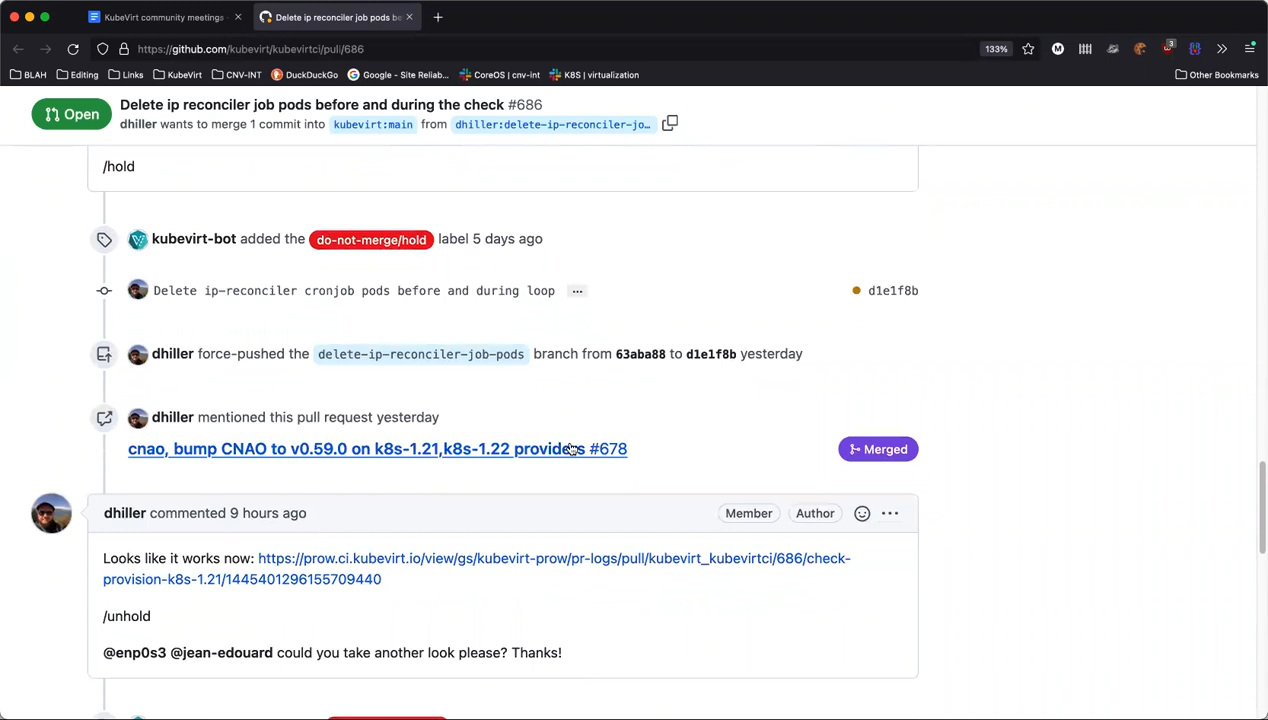 KubeVirt community meetings -
Delete ip reconciler job pods be
https://github.com/kubevirt/kubevirtci/pull/686
133%
3
BLAH
Editing
Links
KubeVirt
CNV-INT
DuckDuckGo
Google - Site Reliab...
CoreOS | cnv-int
K8S | virtualization
Other Bookmarks
Open
Delete ip reconciler job pods before and during the check #686
dhiller wants to merge 1 commit into kubevirt:main from dhiller:delete-ip-reconciler-jo…
/hold
kubevirt-bot added the do-not-merge/hold label 5 days ago
Delete ip-reconciler cronjob pods before and during loop ... d1e1f8b
dhiller force-pushed the delete-ip-reconciler-job-pods branch from 63aba88 to d1e1f8b yesterday
dhiller mentioned this pull request yesterday
cnao, bump CNAO to v0.59.0 on k8s-1.21,k8s-1.22 providers #678
Merged
dhiller commented 9 hours ago
Member
Author
Looks like it works now: https://prow.ci.kubevirt.io/view/gs/kubevirt-prow/pr-logs/pull/kubevirt_kubevirtci/686/check-
provision-k8s-1.21/1445401296155709440
/unhold
@enp0s3 @jean-edouard could you take another look please? Thanks!